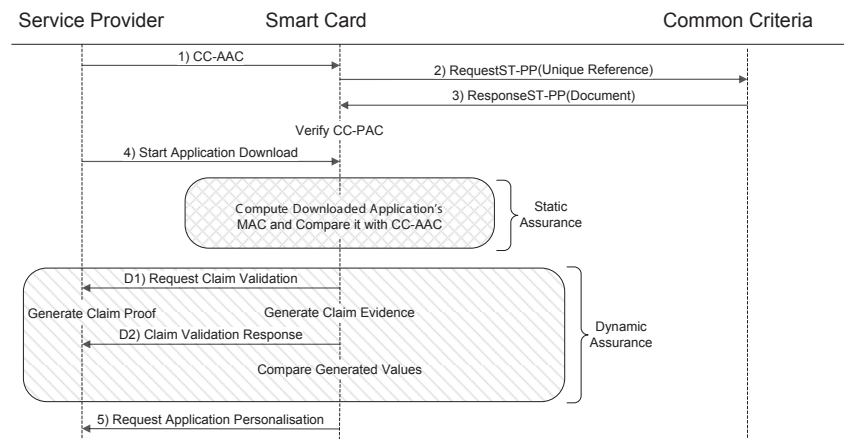 Service Provider
Smart Card
Common Criteria
1) CC-AAC
2) RequestST-PP(Unique Reference)
3) ResponseST-PP(Document)
Verify CC-PAC
4) Start Application Download
Compute Downloaded Application's
MAC and Compare it with CC-AAC
Static
Assurance
D1) Request Claim Validation
Generate Claim Proof
Generate Claim Evidence
D2) Claim Validation Response
Compare Generated Values
Dynamic
Assurance
5) Request Application Personalisation